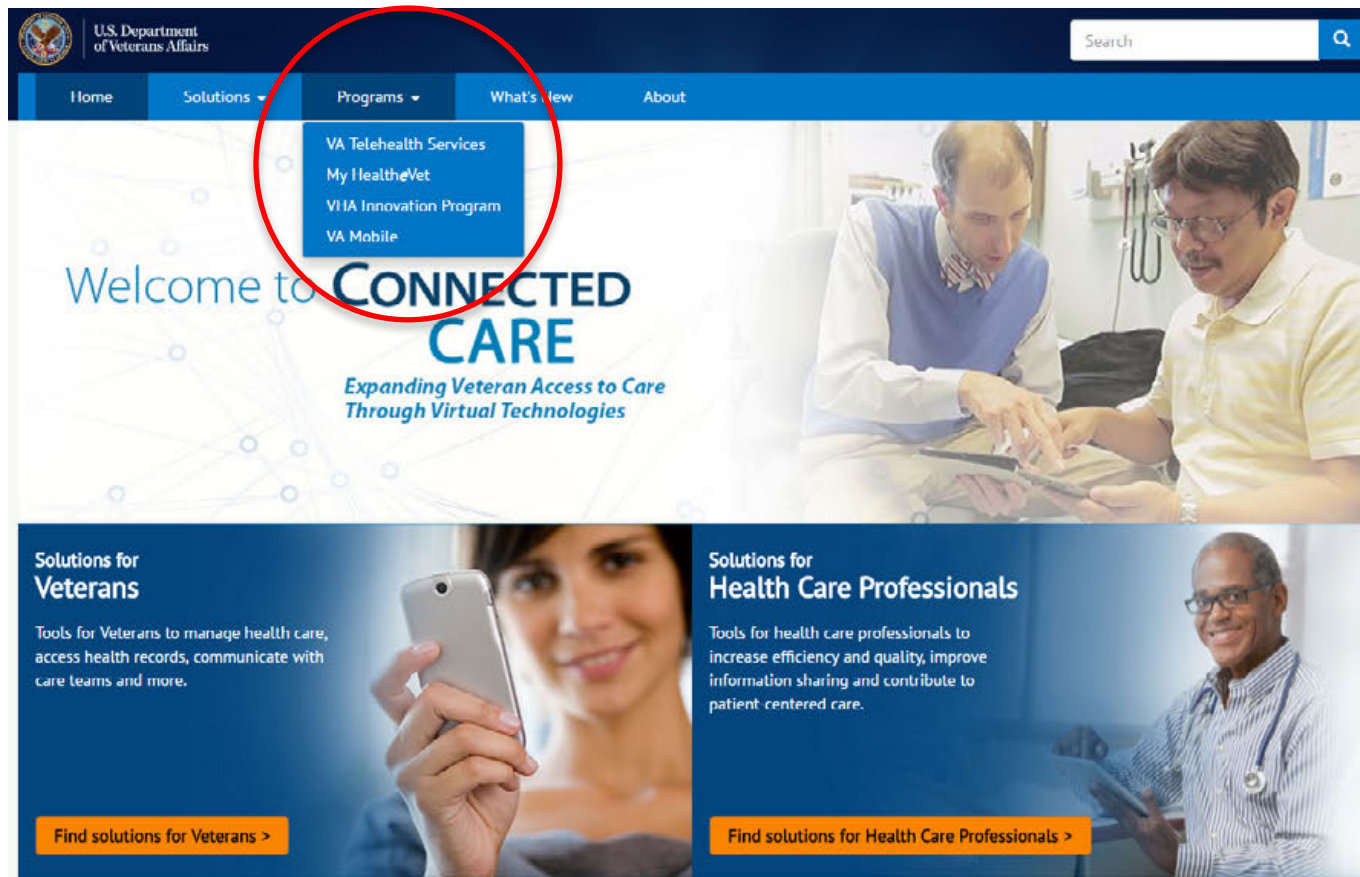 U.S. Department
of Veterans Affairs
Search
Home Solutions Programs What's New About
VA Telehealth Services
My HealtheVet
VHA Innovation Program
VA Mobile
Welcome to CONNECTED
CARE
Expanding Veteran Access to Care
Through Virtual Technologies
Solutions for
Veterans
Tools for Veterans to manage health care,
access health records, communicate with
care teams and more.
Find solutions for Veterans >
Solutions for
Health Care Professionals
Tools for health care professionals to
increase efficiency and quality, improve
information sharing and contribute to
patient centered care.
Find solutions for Health Care Professionals >